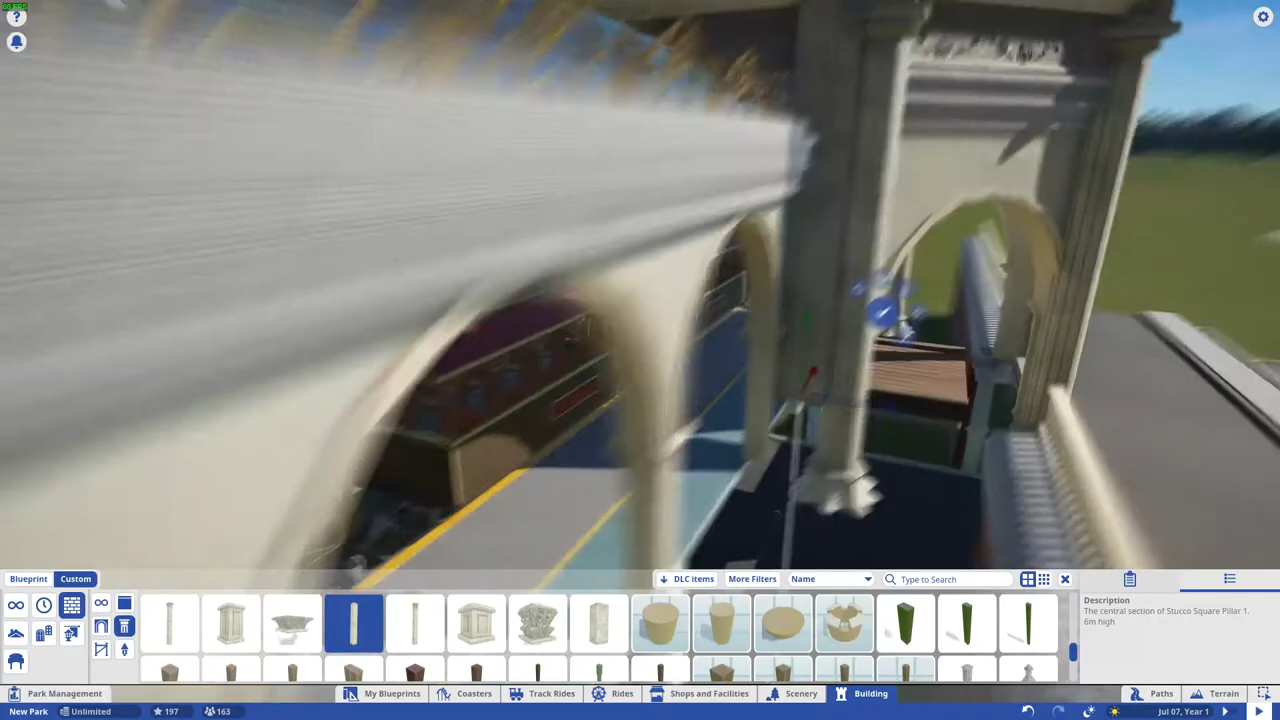 60 FPS
?
Blueprint
Custom
DLC items
More Filters
Name
Type to Search
Description
The central section of Stucco Square Pillar 1.
6m high
Park Management
My Blueprints
Coasters
Track Rides
Rides
Shops and Facilities
Scenery
Building
Paths
Terrain
New Park
Unlimited
197
163
Jul 07, Year 1